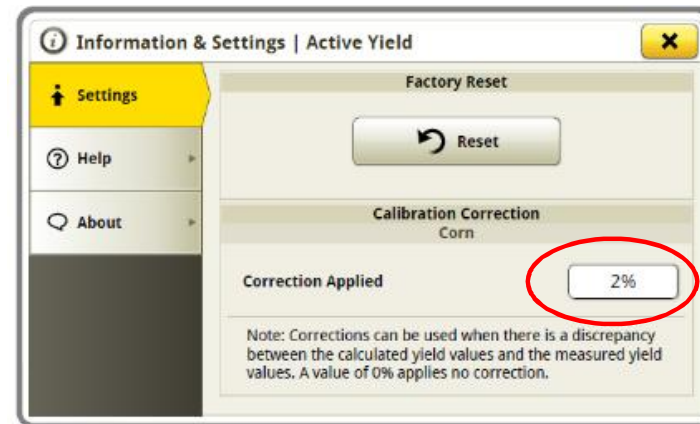 Information & Settings | Active Yield
Settings
Help
About
Factory Reset
Reset
Calibration Correction
Corn
Correction Applied
2%
Note: Corrections can be used when there is a discrepancy
between the calculated yield values and the measured yield
values. A value of 0% applies no correction.